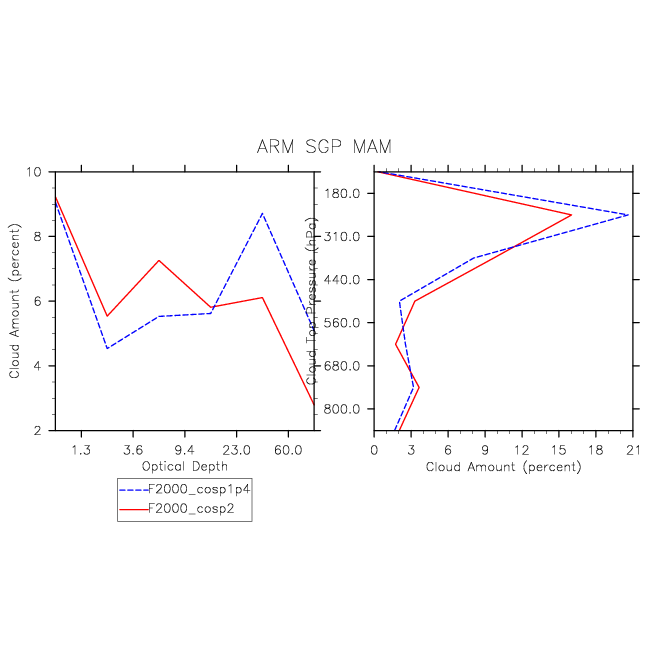 ARM SGP MAM
Cloud Amount (percent)
10
8
6
4
2
1.3 3.6 9.4 23.0 60.0
Optical Depth
Cloud Top Pressure (hPa)
180.0
310.0
440.0
560.0
680.0
800.0
0 3 6 9 12 15 18 21
Cloud Amount (percent)
F2000_cosp1p4
F2000_cosp2